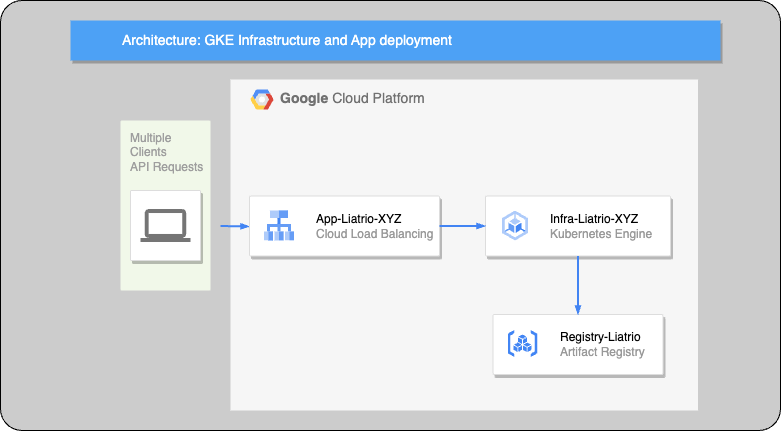 Architecture: GKE Infrastructure and App deployment
Google Cloud Platform
Multiple
Clients
API Requests
App-Liatrio-XYZ
Cloud Load Balancing
Infra-Liatrio-XYZ
Kubernetes Engine
Registry-Liatrio
Artifact Registry